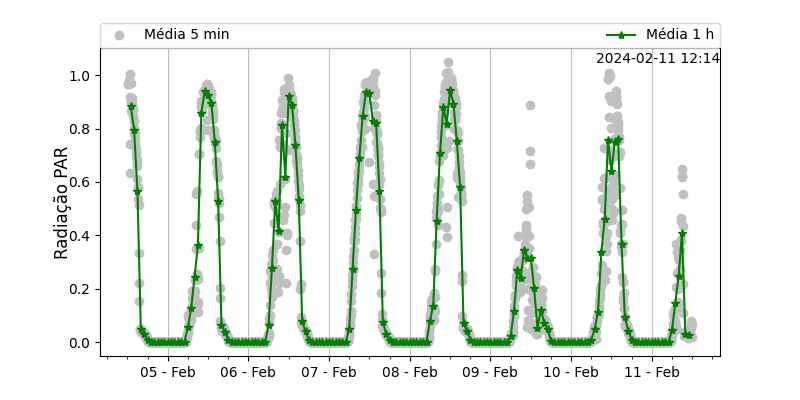 Média 5 min
Média 1 h
2024-02-11 12:14
Radiação PAR
1.0
0.8
0.6
0.4
0.2
0.0
05 - Feb
06 - Feb
07 - Feb
08 - Feb
09 - Feb
10 - Feb
11 - Feb